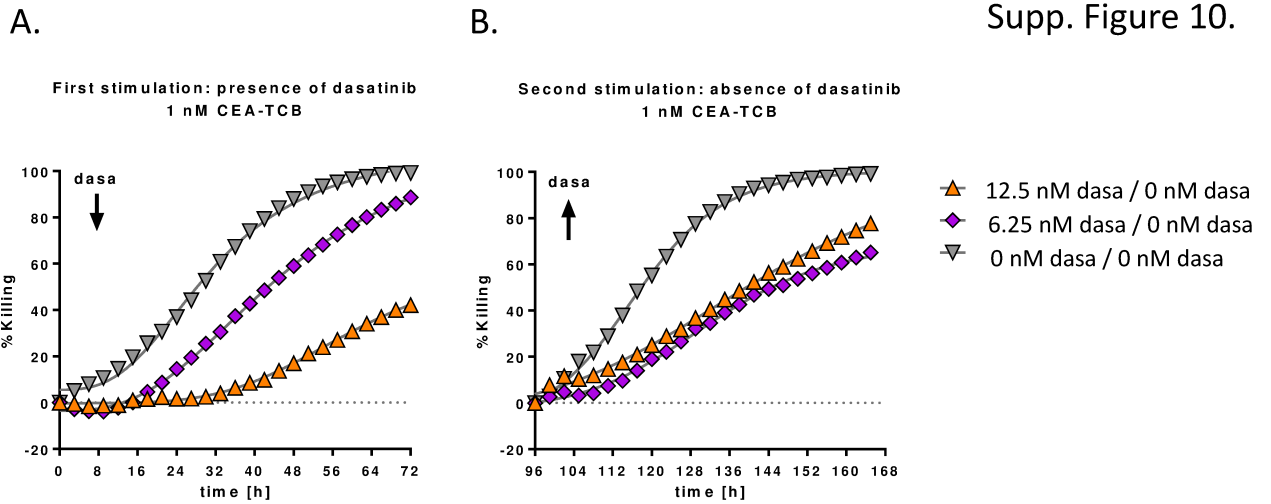 A.
B.
Supp. Figure 10.
First stimulation: presence of dasatinib
1 nM CEA-TCB
Second stimulation: absence of dasatinib
1 nM CEA-TCB
100
80
60
40
20
0
-20
%Killing
dasa
0 8 16 24 32 40 48 56 64 72
time [h]
100
80
60
40
20
0
-20
%Killing
dasa
96 104 112 120 128 136 144 152 160 168
time [h]
12.5 nM dasa / 0 nM dasa
6.25 nM dasa / 0 nM dasa
0 nM dasa / 0 nM dasa